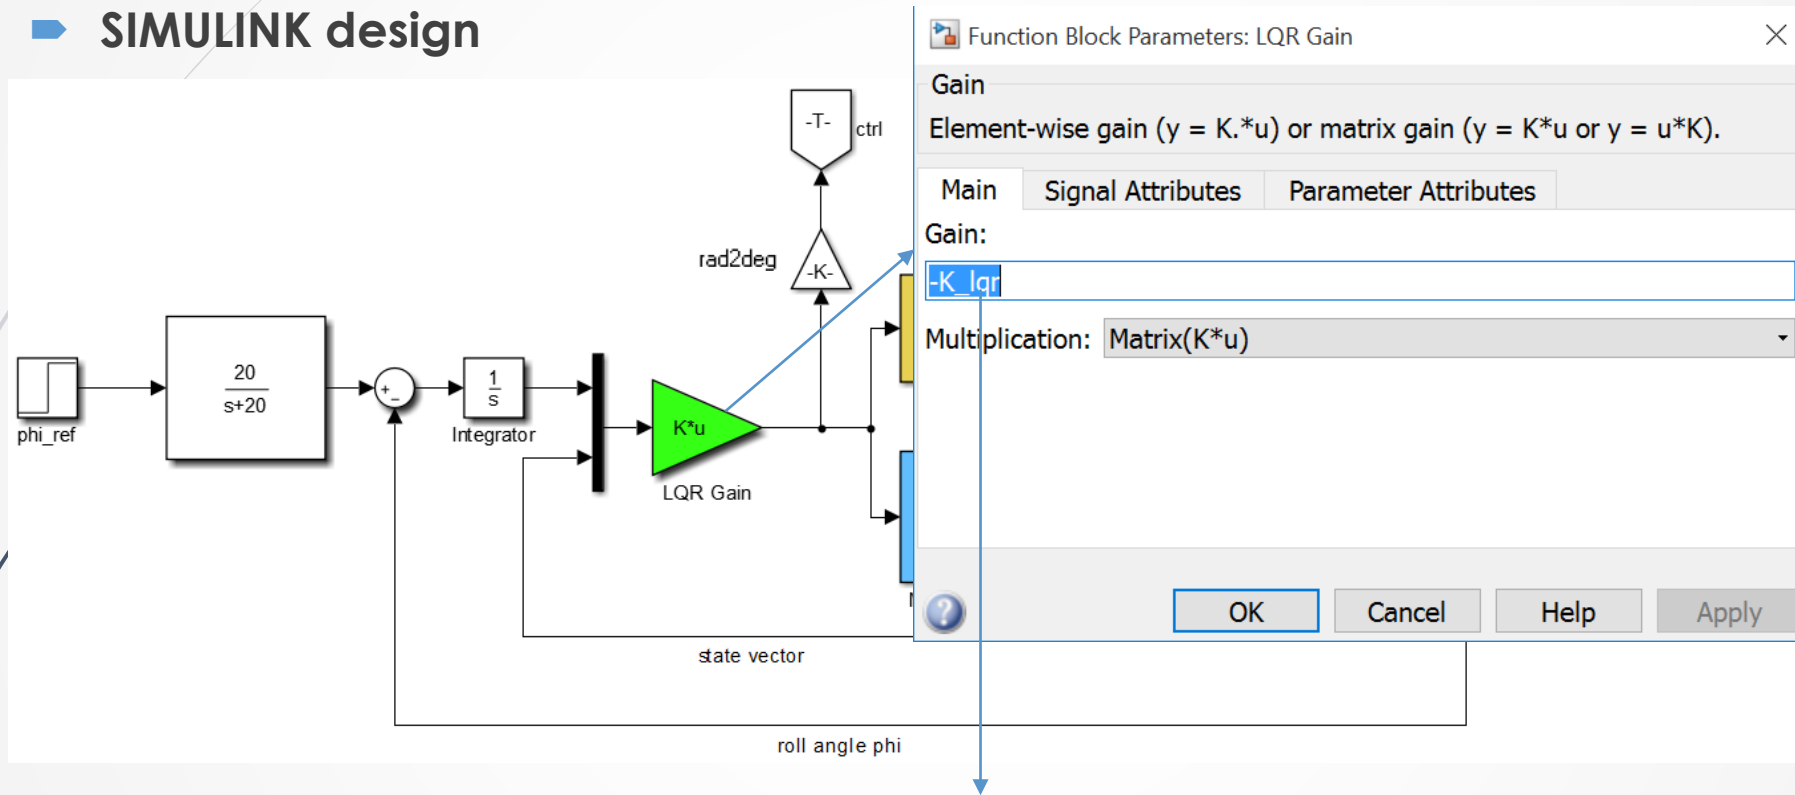 SIMULINK design
Function Block Parameters: LQR Gain
Gain
Element-wise gain (y = K.*u) or matrix gain (y = K*u or y = u*K).
Main Signal Attributes Parameter Attributes
Gain:
-K_lqr
Multiplication: Matrix(K*u)
OK Cancel Help Apply
-T-
ctrl
rad2deg
-K-
20
s+20
phi_ref
+
−
1
s
Integrator
K*u
LQR Gain
state vector
roll angle phi